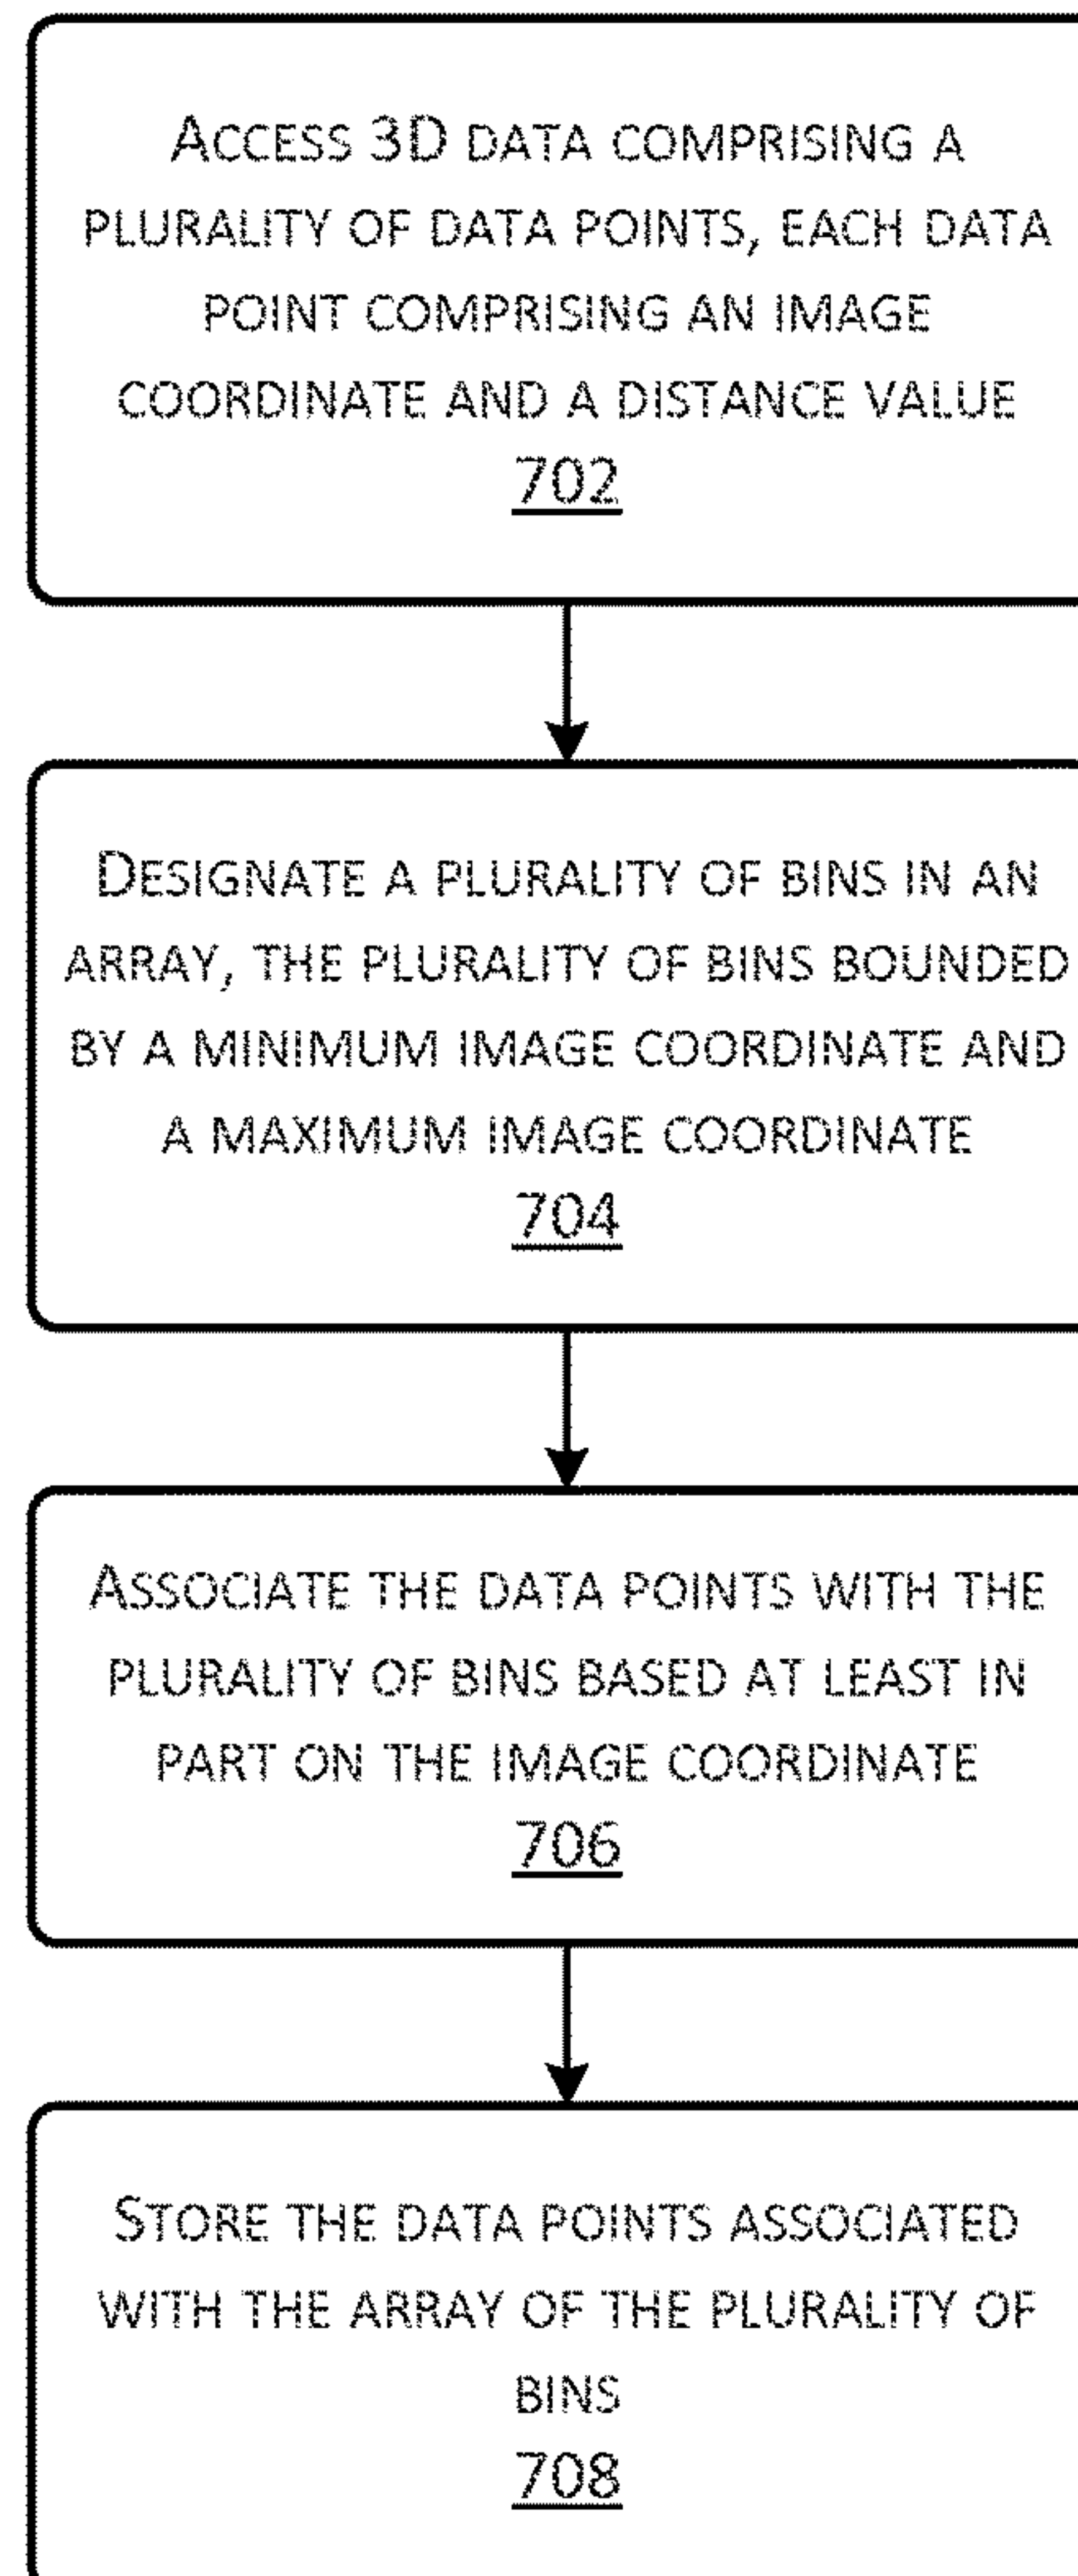 ACCESS 3D DATA COMPRISING A
PLURALITY OF DATA POINTS, EACH DATA
POINT COMPRISING AN IMAGE
COORDINATE AND A DISTANCE VALUE
702
DESIGNATE A PLURALITY OF BINS IN AN
ARRAY, THE PLURALITY OF BINS BOUNDED
BY A MINIMUM IMAGE COORDINATE AND
A MAXIMUM IMAGE COORDINATE
704
ASSOCIATE THE DATA POINTS WITH THE
PLURALITY OF BINS BASED AT LEAST IN
PART ON THE IMAGE COORDINATE
706
STORE THE DATA POINTS ASSOCIATED
WITH THE ARRAY OF THE PLURALITY OF
BINS
708